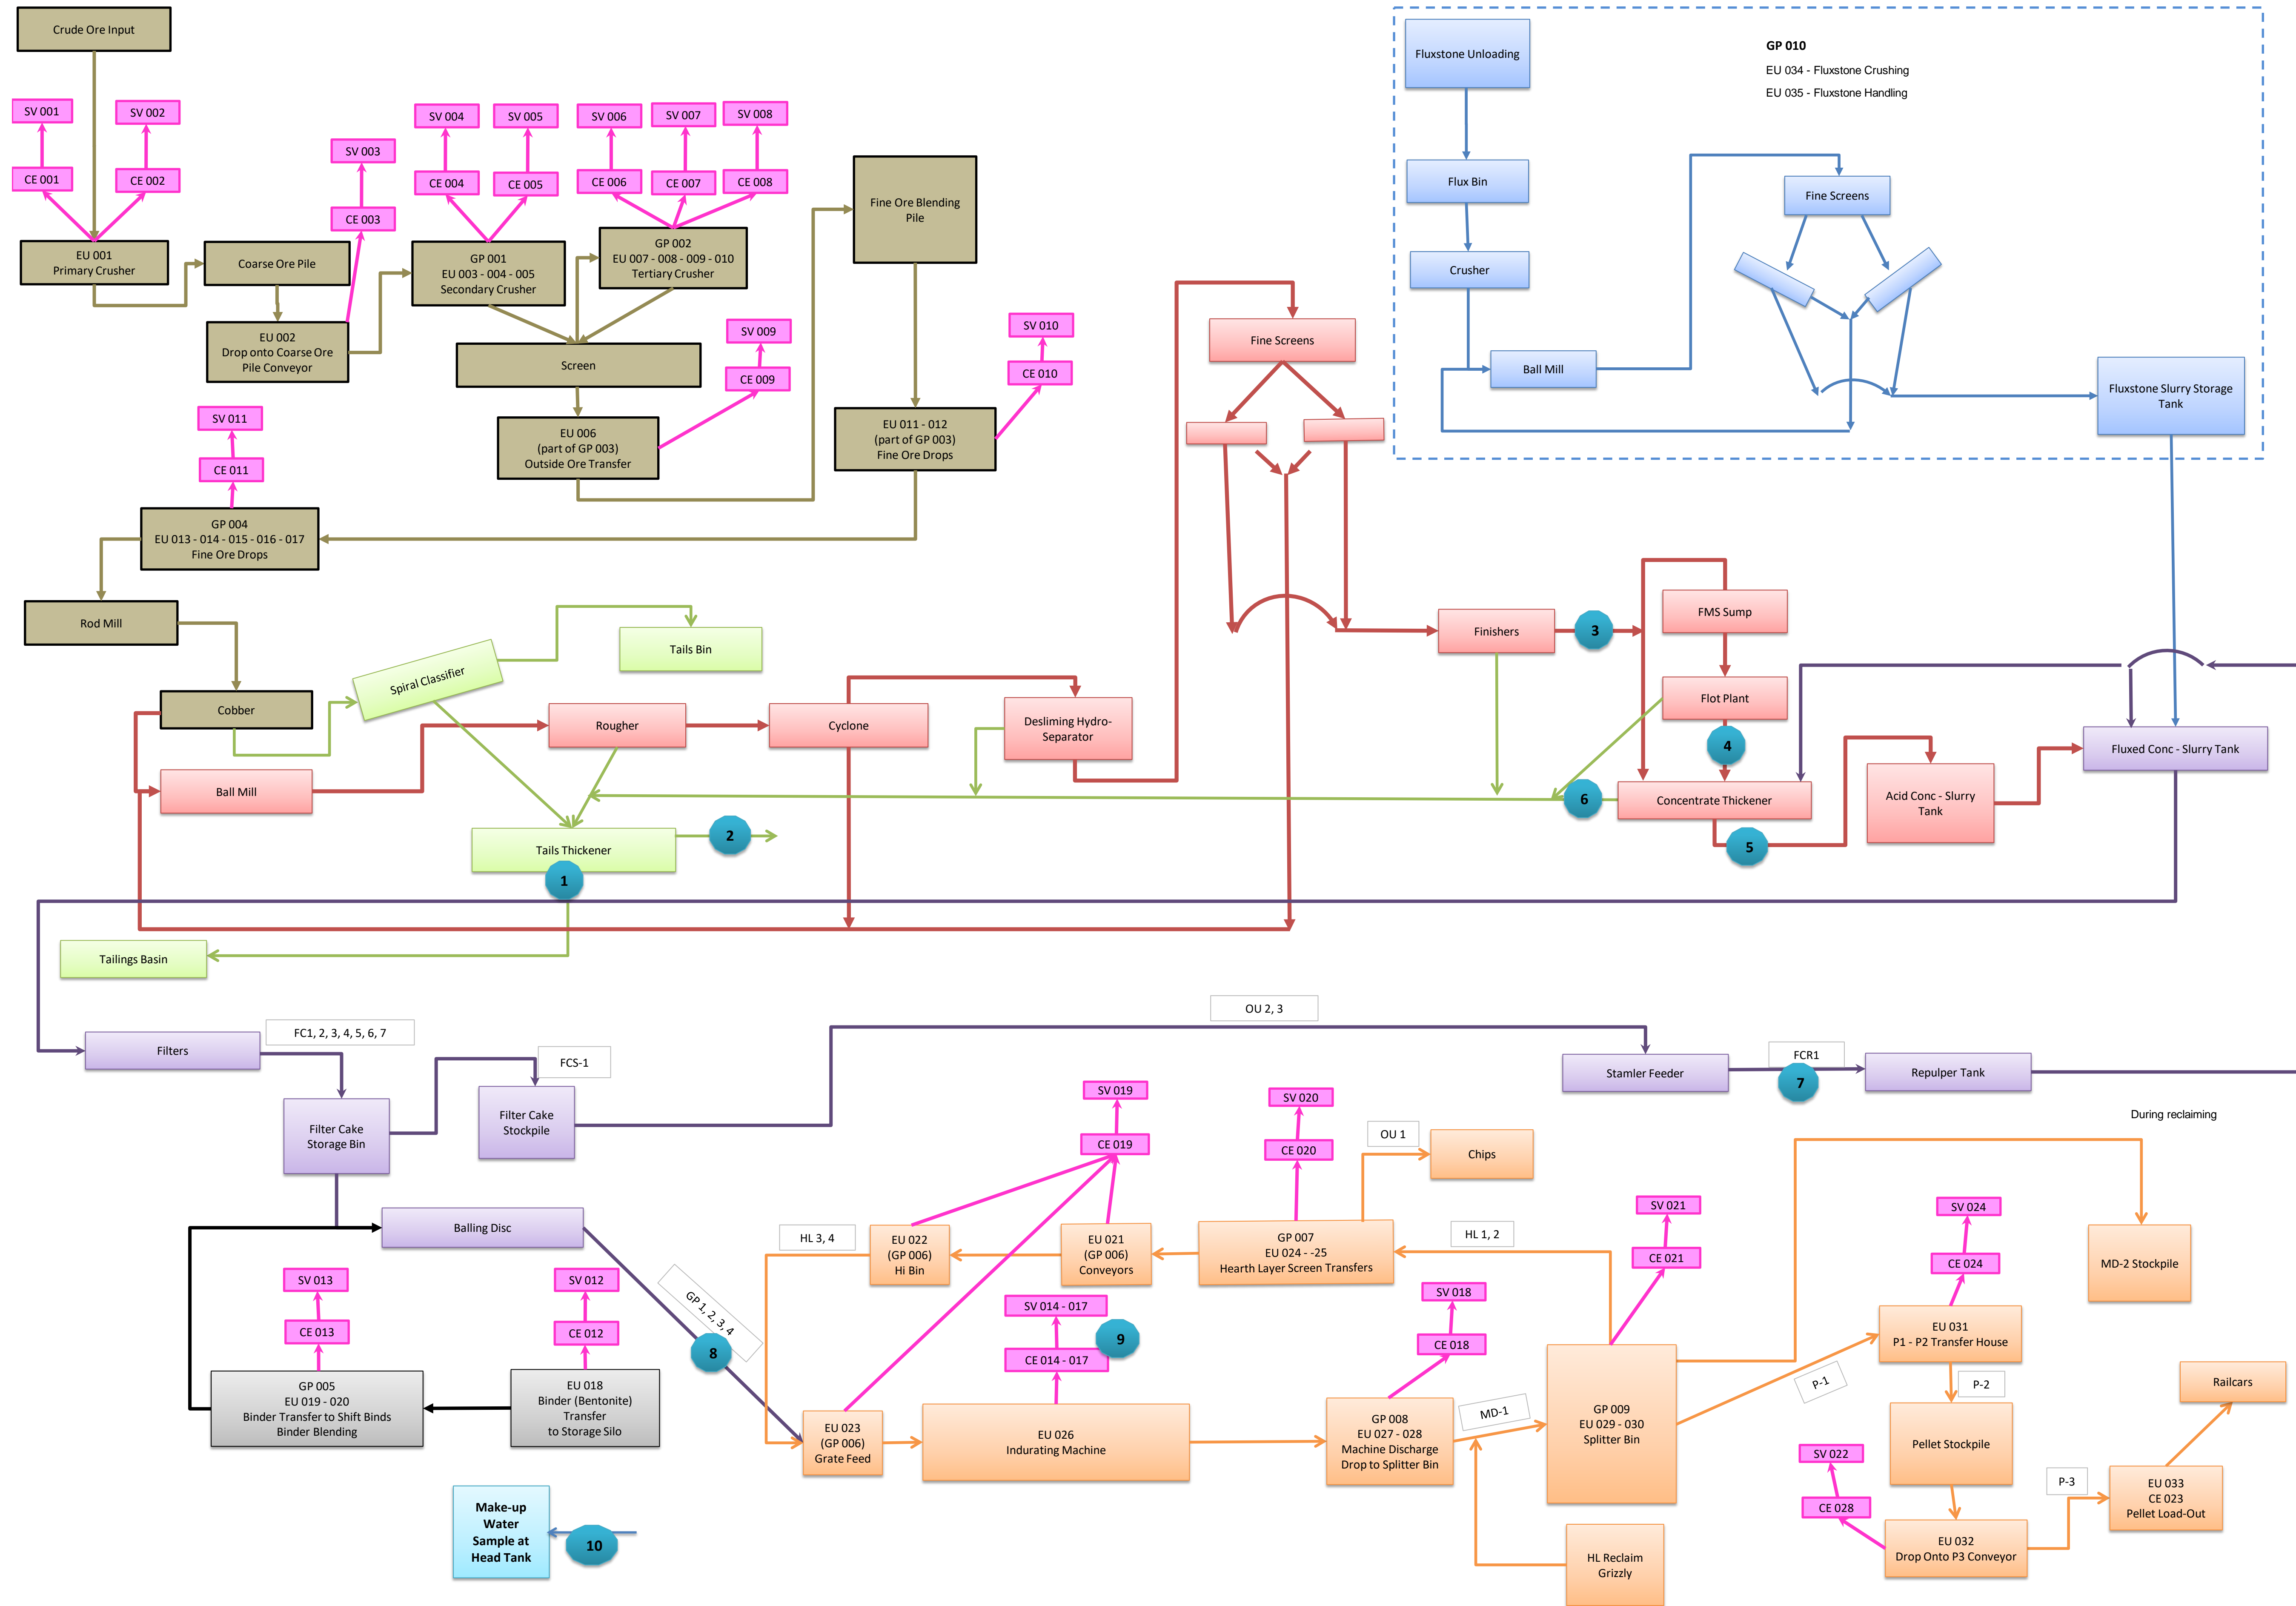 Crude Ore Input
SV 001
SV 002
CE 001
CE 002
SV 003
CE 003
SV 004
SV 005
SV 006
SV 007
SV 008
CE 004
CE 005
CE 006
CE 007
CE 008
EU 001
Primary Crusher
Coarse Ore Pile
EU 002
Drop onto Coarse Ore
Pile Conveyor
GP 001
EU 003 - 004 - 005
Secondary Crusher
GP 002
EU 007 - 008 - 009 - 010
Tertiary Crusher
Screen
EU 006
(part of GP 003)
Outside Ore Transfer
SV 009
CE 009
Fine Ore Blending
Pile
SV 010
CE 010
EU 011 - 012
(part of GP 003)
Fine Ore Drops
SV 011
CE 011
GP 004
EU 013 - 014 - 015 - 016 - 017
Fine Ore Drops
Rod Mill
Cobber
Fluxstone Unloading
GP 010
EU 034 - Fluxstone Crushing
EU 035 - Fluxstone Handling
Flux Bin
Crusher
Ball Mill
Fine Screens
Fluxstone Slurry Storage
Tank
Fine Screens
Spiral Classifier
Tails Bin
Ball Mill
Rougher
Cyclone
Desliming Hydro-
Separator
Tails Thickener
1
2
Tailings Basin
Finishers
3
FMS Sump
Flot Plant
4
6
Concentrate Thickener
5
Acid Conc - Slurry
Tank
Fluxed Conc - Slurry Tank
Filters
FC1, 2, 3, 4, 5, 6, 7
Filter Cake
Storage Bin
FCS-1
Filter Cake
Stockpile
OU 2, 3
Stamler Feeder
FCR1
7
Repulper Tank
During reclaiming
Balling Disc
SV 013
CE 013
SV 012
CE 012
GP 005
EU 019 - 020
Binder Transfer to Shift Binds
Binder Blending
EU 018
Binder (Bentonite)
Transfer
to Storage Silo
GP 1, 2, 3, 4
8
HL 3, 4
SV 019
CE 019
EU 022
(GP 006)
Hi Bin
EU 021
(GP 006)
Conveyors
SV 020
CE 020
OU 1
Chips
GP 007
EU 024 - -25
Hearth Layer Screen Transfers
HL 1, 2
SV 014 - 017
CE 014 - 017
9
EU 023
(GP 006)
Grate Feed
EU 026
Indurating Machine
SV 018
CE 018
GP 008
EU 027 - 028
Machine Discharge
Drop to Splitter Bin
MD-1
SV 021
CE 021
GP 009
EU 029 - 030
Splitter Bin
HL Reclaim
Grizzly
P-1
SV 024
CE 024
EU 031
P1 - P2 Transfer House
P-2
MD-2 Stockpile
Pellet Stockpile
SV 022
CE 028
EU 032
Drop Onto P3 Conveyor
P-3
EU 033
CE 023
Pellet Load-Out
Railcars
Make-up
Water
Sample at
Head Tank
10